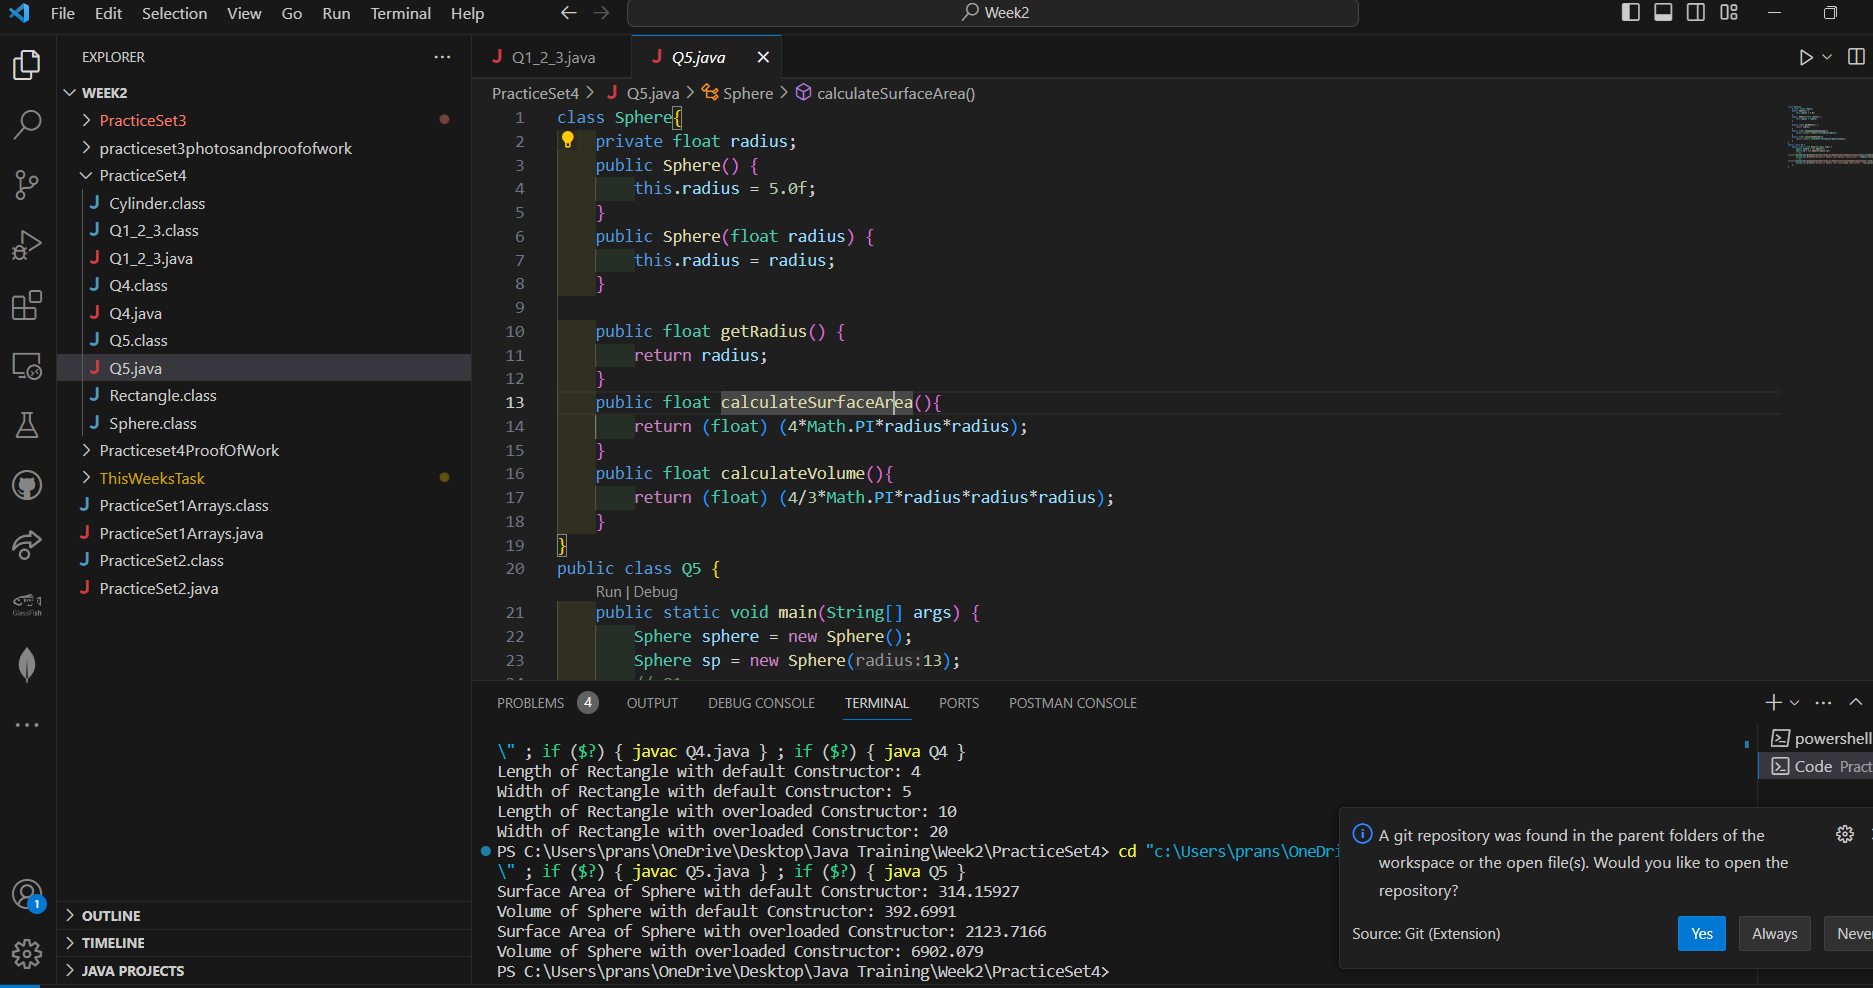 File Edit Selection View Go Run Terminal Help
Week2
EXPLORER
WEEK2
PracticeSet3
practiceset3photosandproofofwork
PracticeSet4
Cylinder.class
Q1_2_3.class
Q1_2_3.java
Q4.class
Q4.java
Q5.class
Q5.java
Rectangle.class
Sphere.class
Practiceset4ProofOfWork
ThisWeeksTask
PracticeSet1Arrays.class
PracticeSet1Arrays.java
PracticeSet2.class
PracticeSet2.java
GlassFish
1
OUTLINE
TIMELINE
JAVA PROJECTS
Q1_2_3.java Q5.java
PracticeSet4 > Q5.java > Sphere > calculateSurfaceArea()
1 class Sphere{
2 private float radius;
3 public Sphere() {
4 this.radius = 5.0f;
5 }
6 public Sphere(float radius) {
7 this.radius = radius;
8 }
9
10 public float getRadius() {
11 return radius;
12 }
13 public float calculateSurfaceArea(){
14 return (float) (4*Math.PI*radius*radius);
15 }
16 public float calculateVolume(){
17 return (float) (4/3*Math.PI*radius*radius*radius);
18 }
19 }
20 public class Q5 {
Run | Debug
21 public static void main(String[] args) {
22 Sphere sphere = new Sphere();
23 Sphere sp = new Sphere(radius:13);
PROBLEMS 4 OUTPUT DEBUG CONSOLE TERMINAL PORTS POSTMAN CONSOLE
\" ; if ($?) { javac Q4.java } ; if ($?) { java Q4 }
Length of Rectangle with default Constructor: 4
Width of Rectangle with default Constructor: 5
Length of Rectangle with overloaded Constructor: 10
Width of Rectangle with overloaded Constructor: 20
PS C:\Users\prans\OneDrive\Desktop\Java Training\Week2\PracticeSet4> cd "c:\Users\prans\OneDri
\" ; if ($?) { javac Q5.java } ; if ($?) { java Q5 }
Surface Area of Sphere with default Constructor: 314.15927
Volume of Sphere with default Constructor: 392.6991
Surface Area of Sphere with overloaded Constructor: 2123.7166
Volume of Sphere with overloaded Constructor: 6902.079
PS C:\Users\prans\OneDrive\Desktop\Java Training\Week2\PracticeSet4>
powershell
Code Pract
A git repository was found in the parent folders of the
workspace or the open file(s). Would you like to open the
repository?
Source: Git (Extension)
Yes Always Never